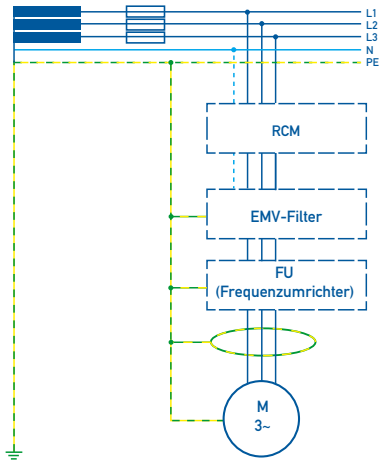 L1
L2
L3
N
PE
RCM
EMV-Filter
FU
(Frequenzumrichter)
M
3~